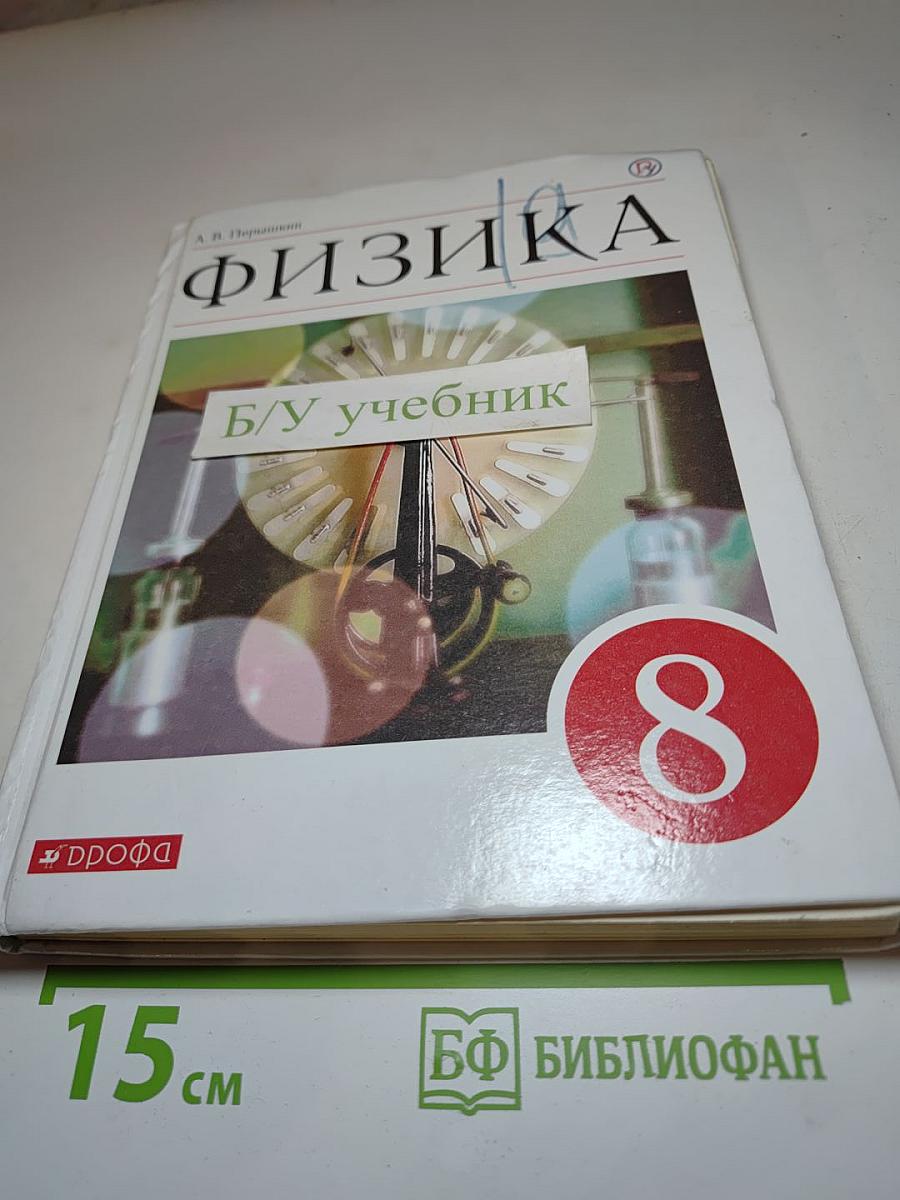 А. В. Перышкин
ФИЗИКА
Б/У учебник
8
дрофа
15 см
БФ БИБЛИОФАН